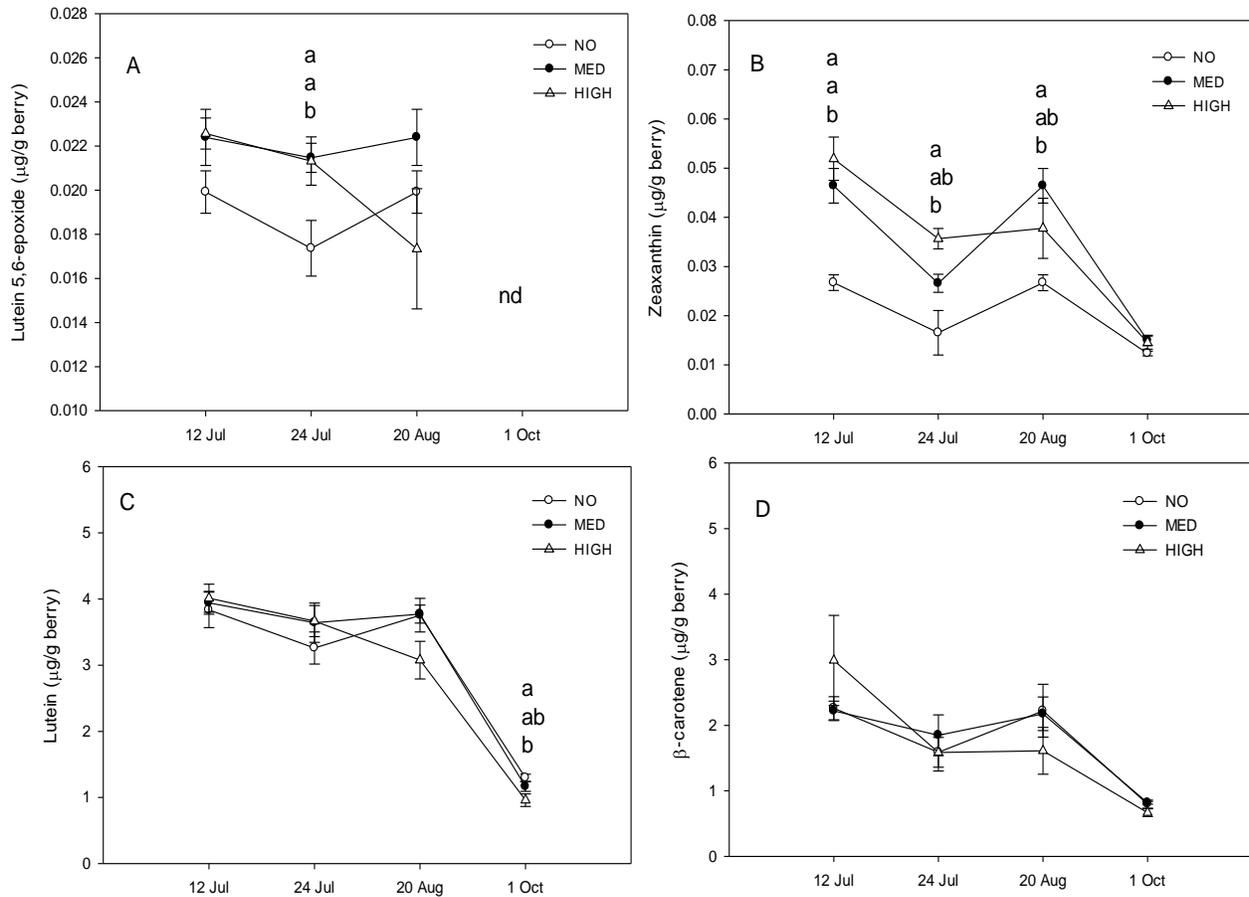 Lutein 5,6-epoxide (µg/g berry)
0.028
0.026
0.024
0.022
0.020
0.018
0.016
0.014
0.012
0.010
A
a
a
b
NO
MED
HIGH
nd
12 Jul
24 Jul
20 Aug
1 Oct
Zeaxanthin (µg/g berry)
0.08
0.07
0.06
0.05
0.04
0.03
0.02
0.01
0.00
B
a
a
b
a
ab
b
a
ab
b
NO
MED
HIGH
12 Jul
24 Jul
20 Aug
1 Oct
Lutein (µg/g berry)
6
5
4
3
2
1
0
C
NO
MED
HIGH
a
ab
b
12 Jul
24 Jul
20 Aug
1 Oct
β-carotene (µg/g berry)
6
5
4
3
2
1
0
D
NO
MED
HIGH
12 Jul
24 Jul
20 Aug
1 Oct